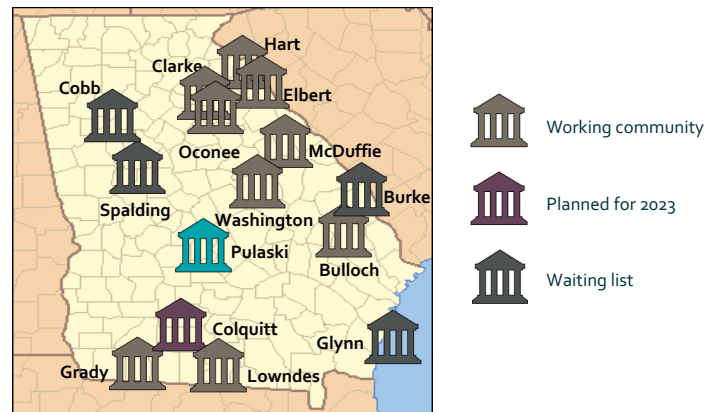 Hart
Clarke
Cobb
Elbert
Oconee
McDuffie
Burke
Spalding
Washington
Pulaski
Bulloch
Colquitt
Glynn
Grady
Lowndes
Working community
Planned for 2023
Waiting list